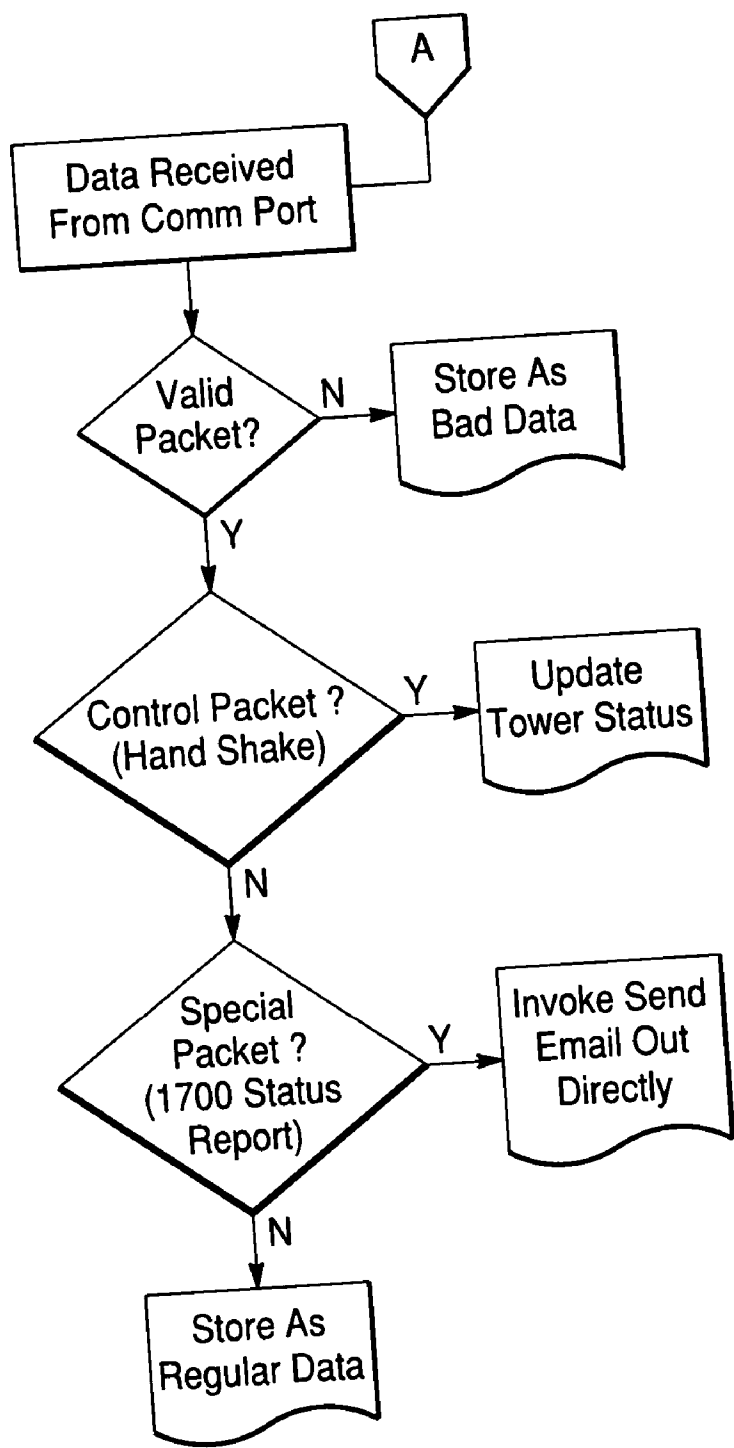 A
Data Received
From Comm Port
Valid
Packet?
N
Store As
Bad Data
Y
Control Packet ?
(Hand Shake)
Y
Update
Tower Status
N
Special
Packet ?
(1700 Status
Report)
Y
Invoke Send
Email Out
Directly
N
Store As
Regular Data